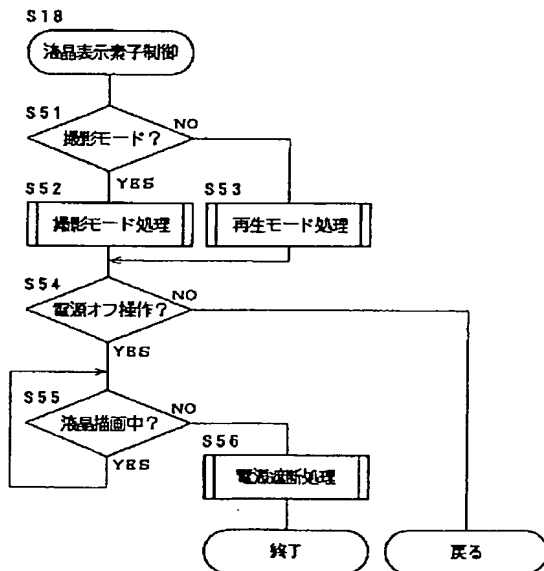 S18
液晶表示素子制御
S51
撮影モード?
NO
YES
S52
撮影モード処理
S53
再生モード処理
S54
電源オフ操作?
NO
YES
S55
液晶描画中?
NO
YES
S56
電源遮断処理
終了
戻る